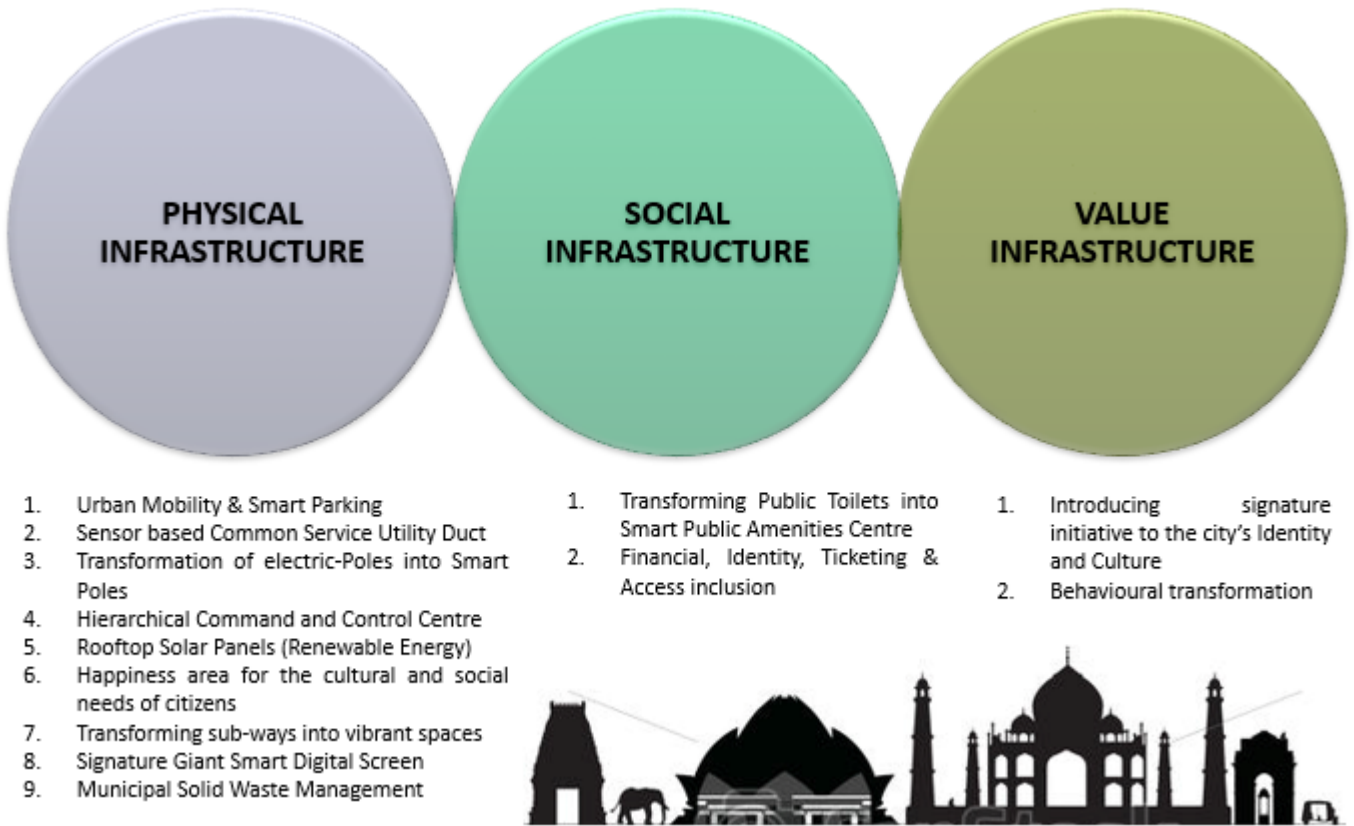 PHYSICAL
INFRASTRUCTURE
SOCIAL
INFRASTRUCTURE
VALUE
INFRASTRUCTURE
1. Urban Mobility & Smart Parking
2. Sensor based Common Service Utility Duct
3. Transformation of electric-Poles into Smart
Poles
4. Hierarchical Command and Control Centre
5. Rooftop Solar Panels (Renewable Energy)
6. Happiness area for the cultural and social
needs of citizens
7. Transforming sub-ways into vibrant spaces
8. Signature Giant Smart Digital Screen
9. Municipal Solid Waste Management
1. Transforming Public Toilets into
Smart Public Amenities Centre
2. Financial, Identity, Ticketing &
Access inclusion
1. Introducing signature
initiative to the city's Identity
and Culture
2. Behavioural transformation